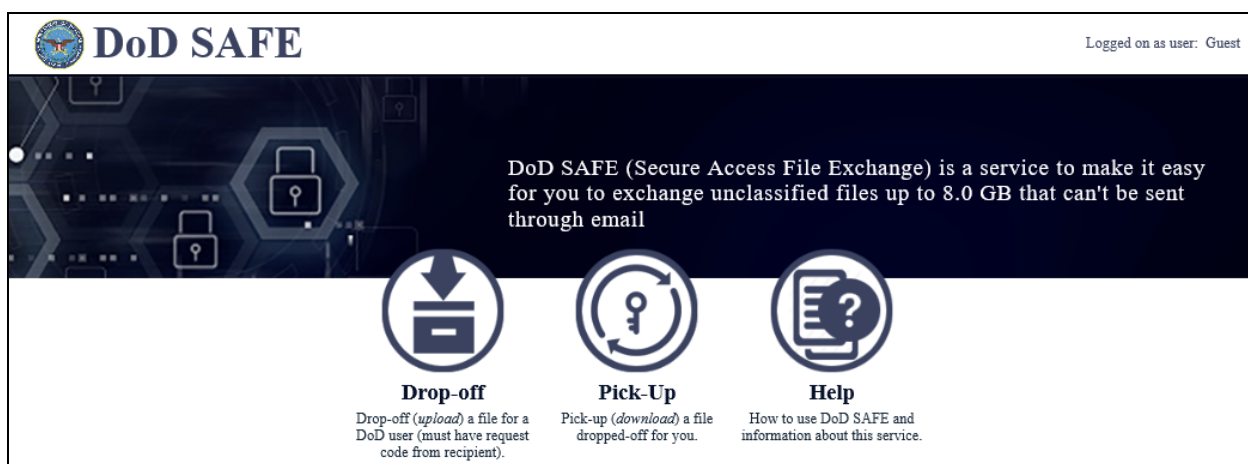 DoD SAFE
Logged on as user: Guest
DoD SAFE (Secure Access File Exchange) is a service to make it easy
for you to exchange unclassified files up to 8.0 GB that can't be sent
through email
Drop-off
Drop-off (upload) a file for a
DoD user (must have request
code from recipient).
Pick-Up
Pick-up (download) a file
dropped-off for you.
Help
How to use DoD SAFE and
information about this service.